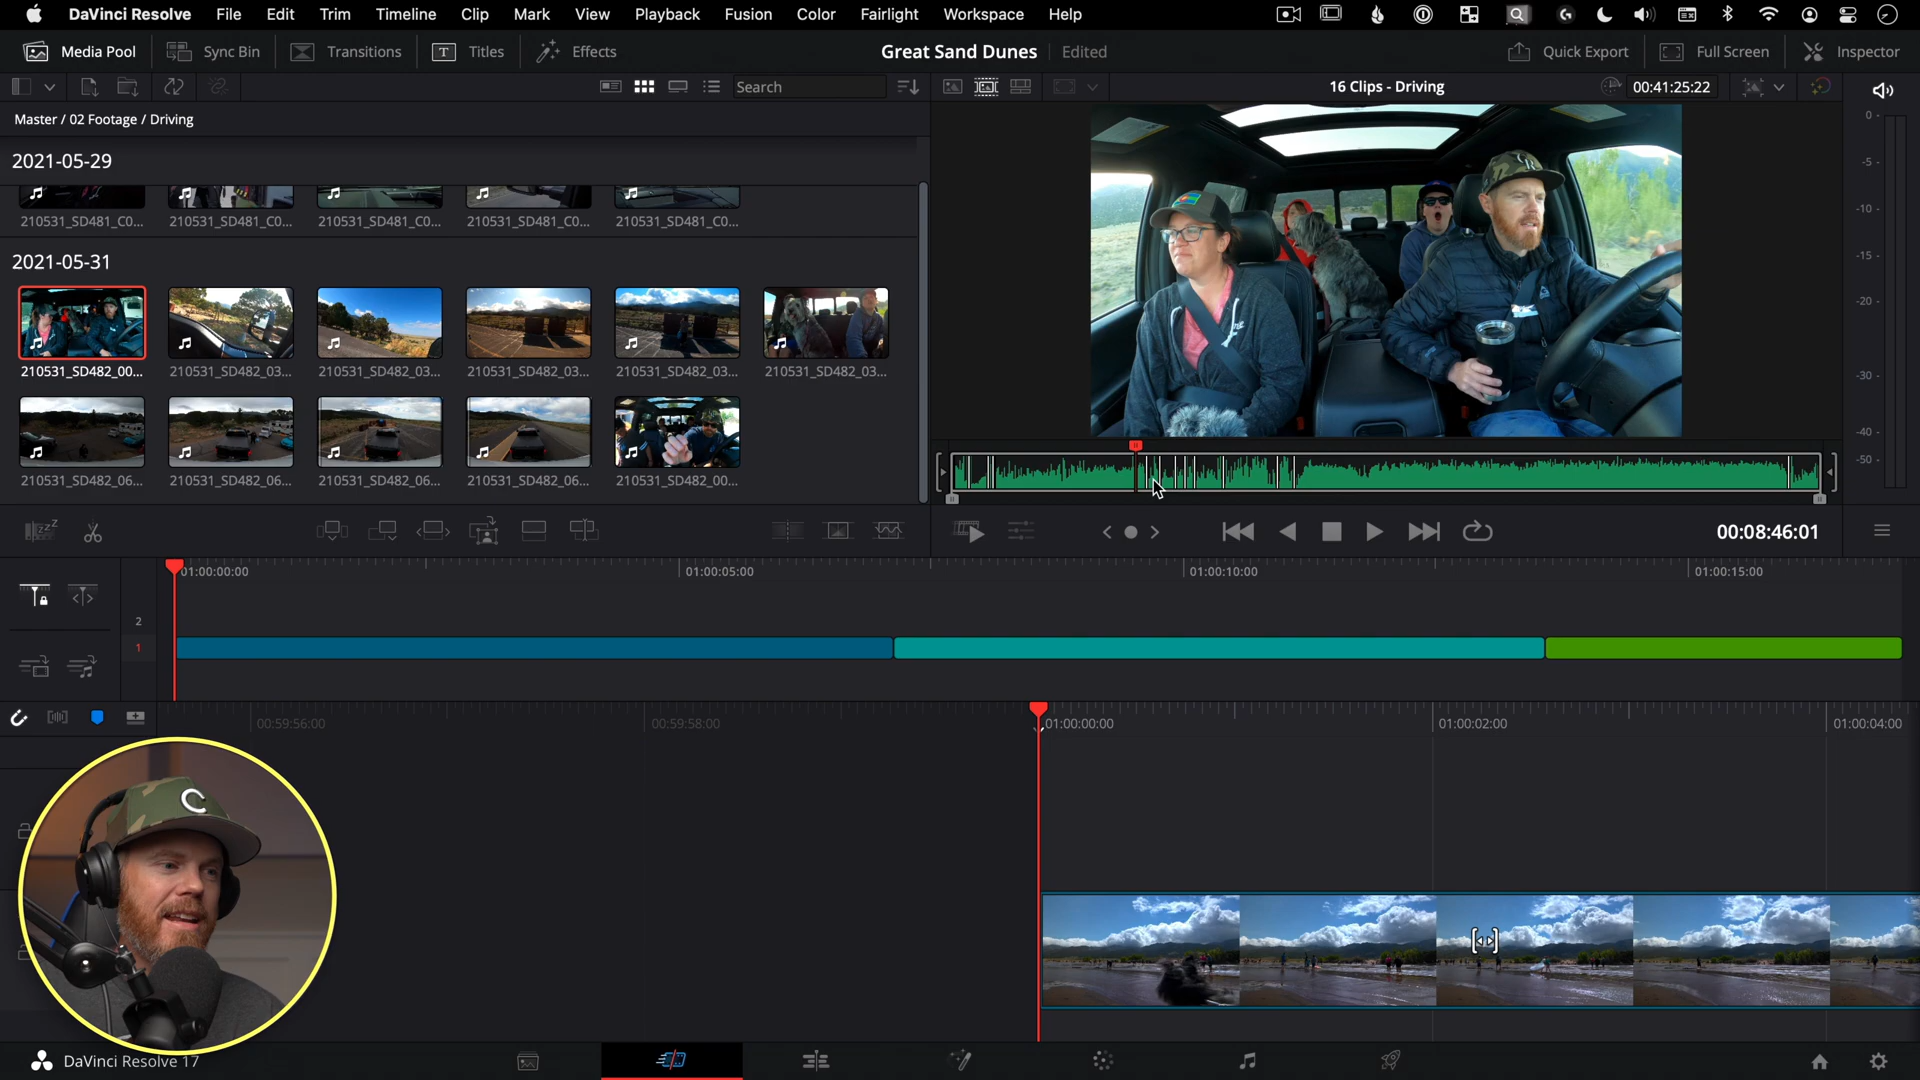 DaVinci Resolve File Edit Trim Timeline Clip Mark View Playback Fusion Color Fairlight Workspace Help
Media Pool Sync Bin Transitions Titles Effects Great Sand Dunes Edited Quick Export Full Screen Inspector
Search 16 Clips - Driving 00:41:25:22
Master / 02 Footage / Driving
2021-05-29
210531_SD481_C0... 210531_SD481_C0... 210531_SD481_C0... 210531_SD481_C0... 210531_SD481_C0...
2021-05-31
210531_SD482_00... 210531_SD482_03... 210531_SD482_03... 210531_SD482_03... 210531_SD482_03... 210531_SD482_03...
210531_SD482_06... 210531_SD482_06... 210531_SD482_06... 210531_SD482_06... 210531_SD482_00...
0
-5
-10
-15
-20
-30
-40
-50
00:08:46:01
01:00:00:00 01:00:05:00 01:00:10:00 01:00:15:00
2
1
00:59:56:00 00:59:58:00 01:00:00:00 01:00:02:00 01:00:04:00
DaVinci Resolve 17